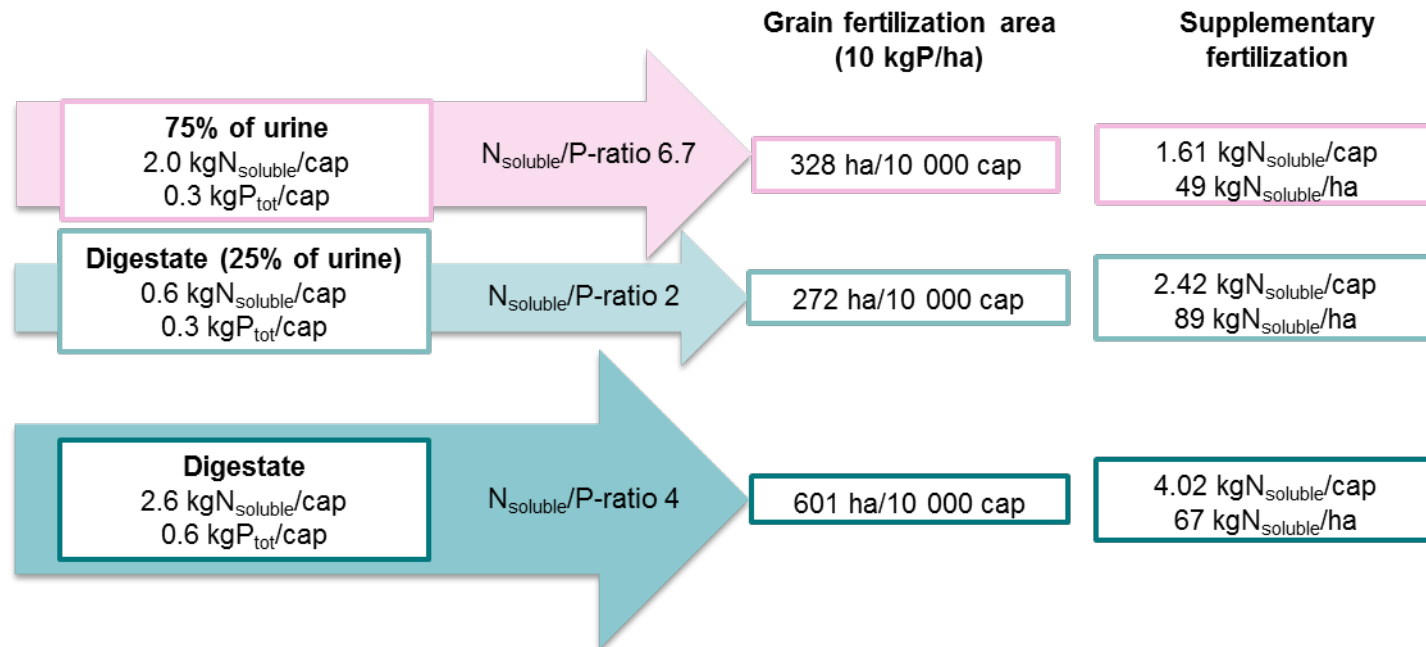 Grain fertilization area
(10 kgP/ha)
Supplementary
fertilization
75% of urine
2.0 kgNsoluble/cap
0.3 kgPtot/cap
Nsoluble/P-ratio 6.7
328 ha/10 000 cap
1.61 kgNsoluble/cap
49 kgNsoluble/ha
Digestate (25% of urine)
0.6 kgNsoluble/cap
0.3 kgPtot/cap
Nsoluble/P-ratio 2
272 ha/10 000 cap
2.42 kgNsoluble/cap
89 kgNsoluble/ha
Digestate
2.6 kgNsoluble/cap
0.6 kgPtot/cap
Nsoluble/P-ratio 4
601 ha/10 000 cap
4.02 kgNsoluble/cap
67 kgNsoluble/ha